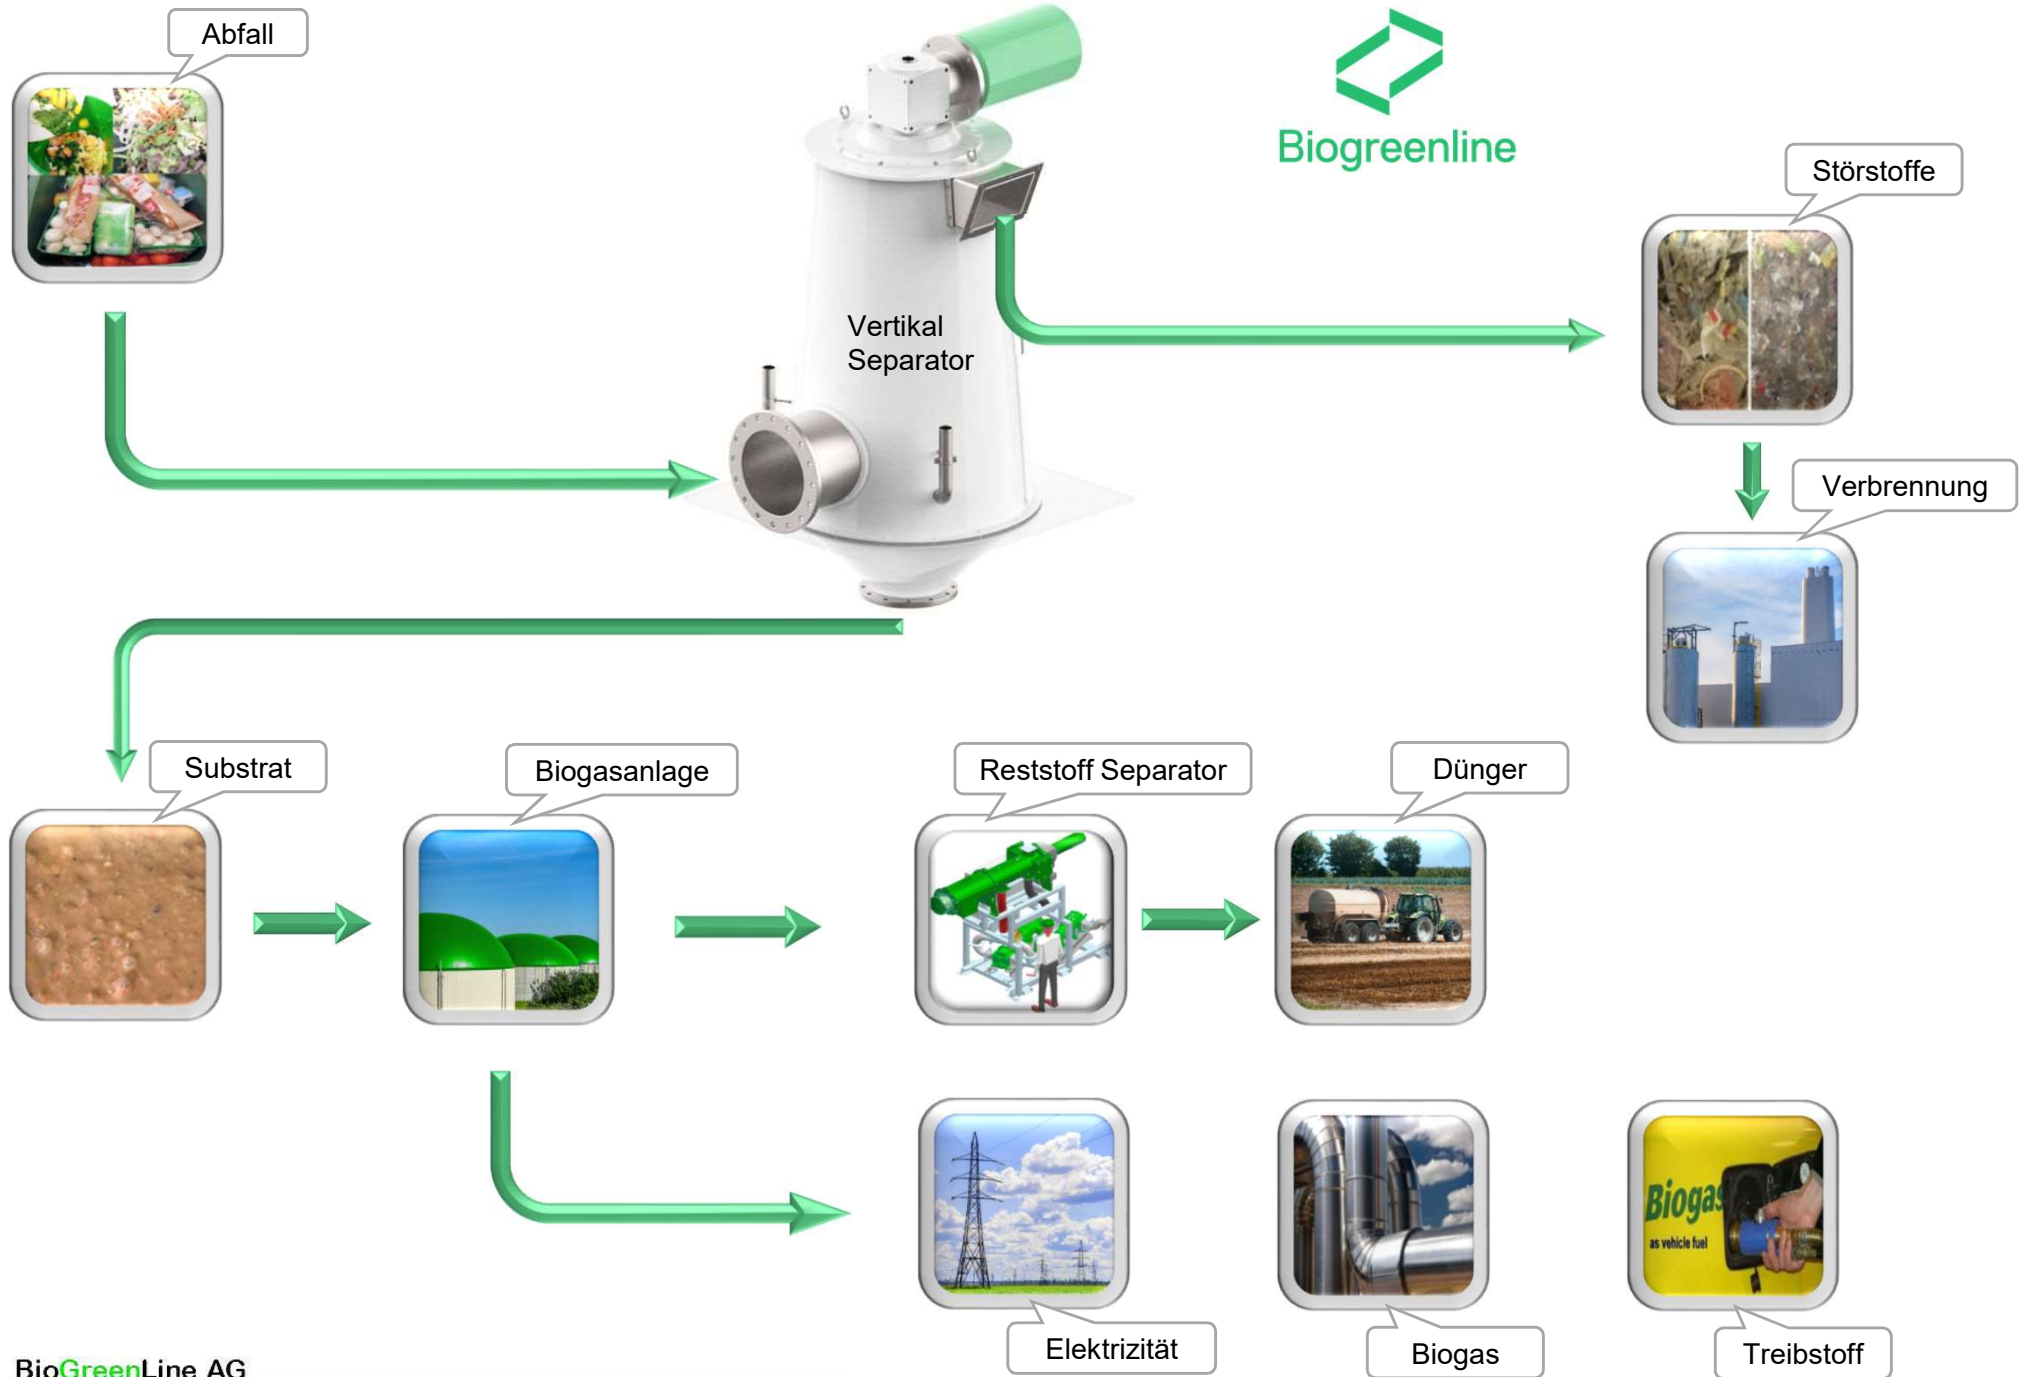 Abfall
Biogreenline
Störstoffe
Vertikal
Separator
Verbrennung
Substrat
Biogasanlage
Reststoff Separator
Dünger
Biogas
as vehicle fuel
Elektrizität
Biogas
Treibstoff
BioGreenLine AG